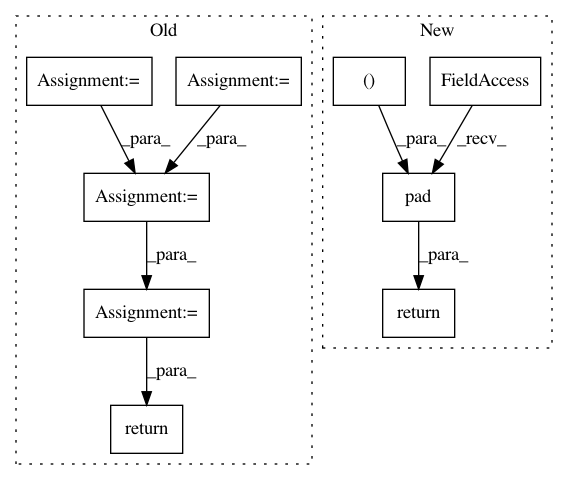 Old
New
Assignment:=
Assignment:=
()
FieldAccess
_para_
_para_
_para_
_recv_
Assignment:=
pad
_para_
_para_
Assignment:=
return
_para_
return